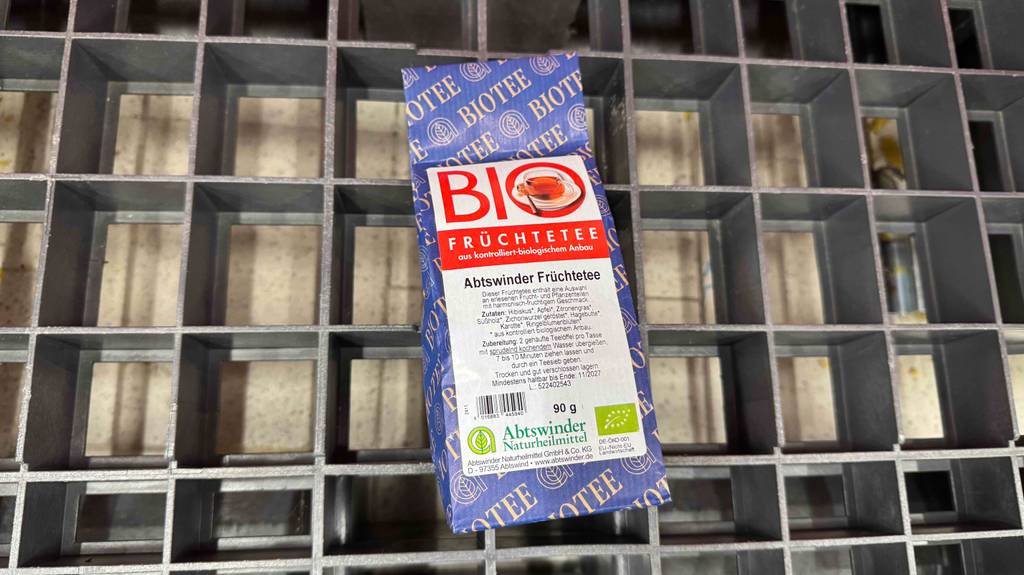 BIOTEE
BIOTEE
BIOTEE
BIO
FRÜCHTETEE
aus kontrolliert-biologischem Anbau
Abtswinder Früchtetee
Dieser Früchtetee enthält eine Auswahl
an erlesenen Frucht- und Pflanzenteilen
mit harmonisch-fruchtigem Geschmack.
Zutaten: Hibiskus*, Apfel*, Zitronengras*,
Süßholz*, Zichorwurzel geröstet*, Hagebutte*,
Karotte*, Ringelblumenblüten*
* aus kontrolliert biologischem Anbau.
Zubereitung: 2 gehäufte Teelöffel pro Tasse
mit sprudelnd kochendem Wasser übergießen,
7 bis 10 Minuten ziehen lassen und
durch ein Teesieb geben.
Trocken und gut verschlossen lagern.
Mindestens haltbar bis Ende: 11/2027
L.: 522402543
90 g
Abtswinder
Naturheilmittel
DE-ÖKO-001
EU-/Nicht-EU-
Landwirtschaft
Abtswinder Naturheilmittel GmbH & Co. KG
D - 97355 Abtswind • www.abtswinder.de
BIOTEE
BIOTEE